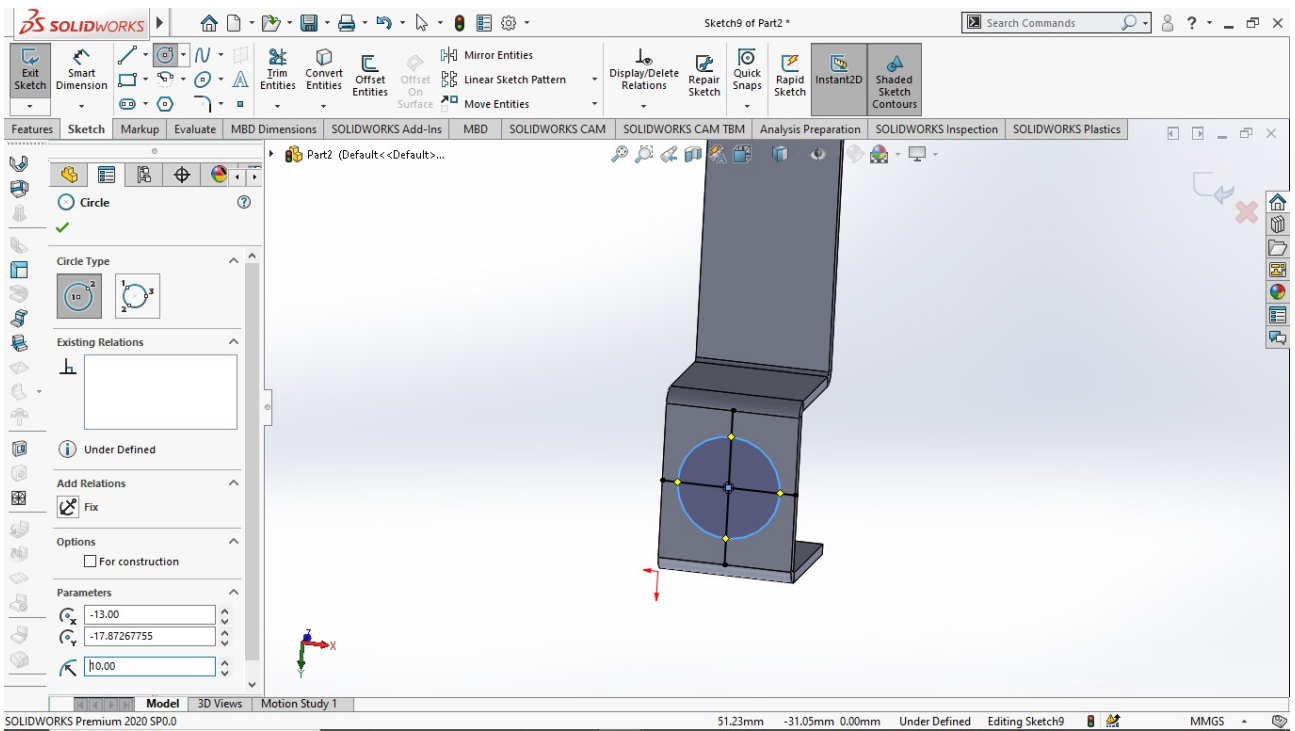 3S SOLIDWORKS
Sketch9 of Part2 *
Search Commands
?
Exit Sketch
Smart Dimension
Trim Entities
Convert Entities
Offset Entities
Offset On Surface
Mirror Entities
Linear Sketch Pattern
Move Entities
Display/Delete Relations
Repair Sketch
Quick Snaps
Rapid Sketch
Instant2D
Shaded Sketch Contours
Features Sketch Markup Evaluate MBD Dimensions SOLIDWORKS Add-Ins MBD SOLIDWORKS CAM SOLIDWORKS CAM TBM Analysis Preparation SOLIDWORKS Inspection SOLIDWORKS Plastics
Part2 (Default<<Default>...
Circle
Circle Type
Existing Relations
Under Defined
Add Relations
Fix
Options
For construction
Parameters
-13.00
-17.87267755
10.00
Z
X
Y
Model 3D Views Motion Study 1
SOLIDWORKS Premium 2020 SP0.0
51.23mm -31.05mm 0.00mm Under Defined Editing Sketch9 MMGS